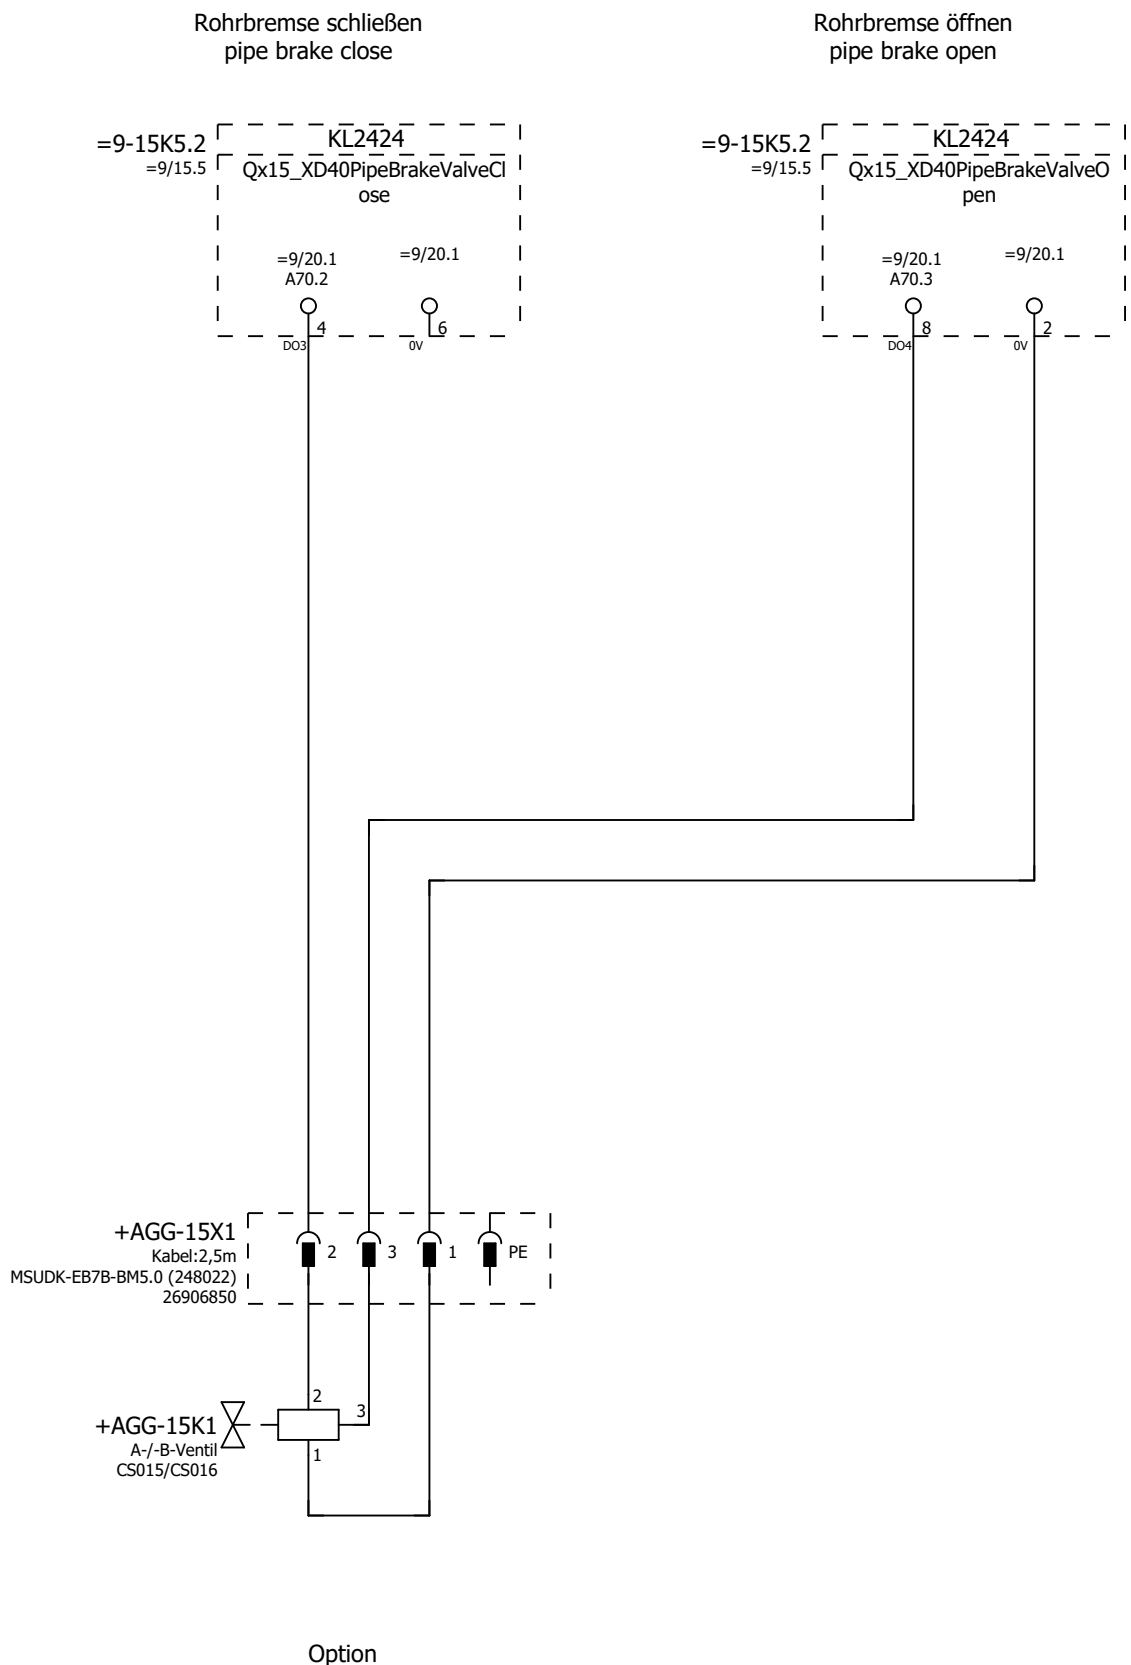 Rohrbremse schließen
pipe brake close
Rohrbremse öffnen
pipe brake open
=9-15K5.2
=9/15.5
KL2424
Qx15_XD40PipeBrakeValveCl
ose
=9/20.1
A70.2
=9/20.1
4
6
DO3
0V
=9-15K5.2
=9/15.5
KL2424
Qx15_XD40PipeBrakeValveO
pen
=9/20.1
A70.3
=9/20.1
8
2
DO4
0V
+AGG-15X1
Kabel:2,5m
MSUDK-EB7B-BM5.0 (248022)
26906850
2
3
1
PE
+AGG-15K1
A-/-B-Ventil
CS015/CS016
2
3
1
Option